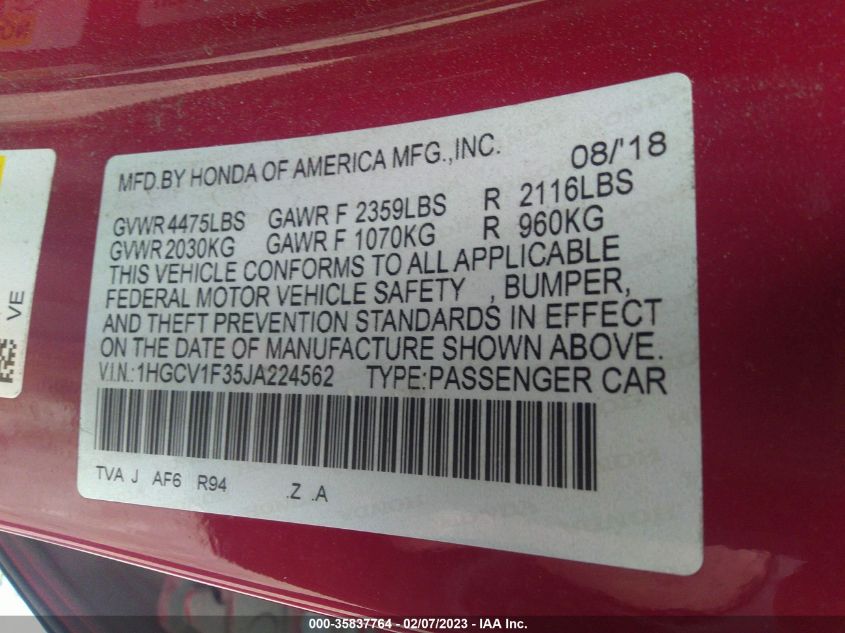 MFD.BY HONDA OF AMERICA MFG.,INC. 08/'18
GVWR 4475LBS GAWR F 2359LBS R 2116LBS
GVWR 2030KG GAWR F 1070KG R 960KG
THIS VEHICLE CONFORMS TO ALL APPLICABLE
FEDERAL MOTOR VEHICLE SAFETY , BUMPER,
AND THEFT PREVENTION STANDARDS IN EFFECT
ON THE DATE OF MANUFACTURE SHOWN ABOVE.
V.I.N.:1HGCV1F35JA224562 TYPE:PASSENGER CAR
TVA J AF6 R94 .Z .A
VE
000-35837764 - 02/07/2023 - IAA Inc.